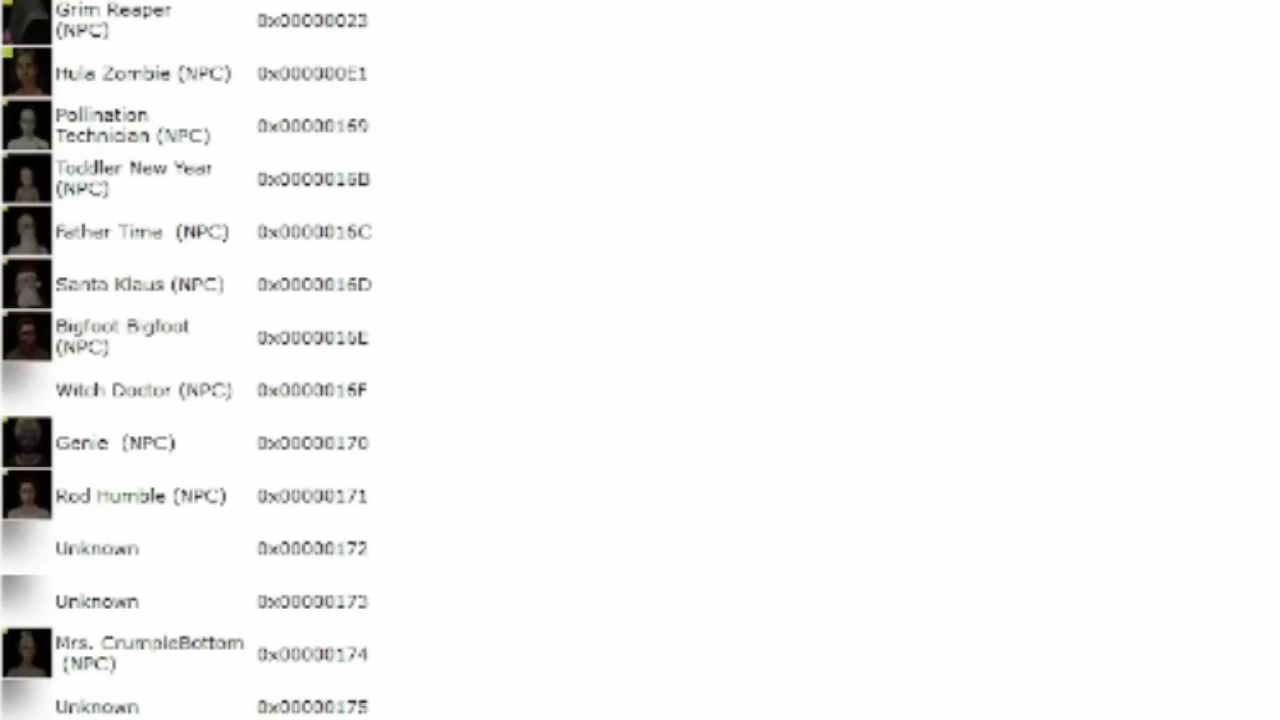 Grim Reaper
(NPC)
0x00000023
Hula Zombie (NPC)
0x000000E1
Pollination
Technician (NPC)
0x00000169
Toddler New Year
(NPC)
0x0000016B
Father Time (NPC)
0x0000016C
Santa Klaus (NPC)
0x0000016D
Bigfoot Bigfoot
(NPC)
0x0000016E
Witch Doctor (NPC)
0x0000016F
Genie (NPC)
0x00000170
Rod Humble (NPC)
0x00000171
Unknown
0x00000172
Unknown
0x00000173
Mrs. CrumpleBottom
(NPC)
0x00000174
Unknown
0x00000175